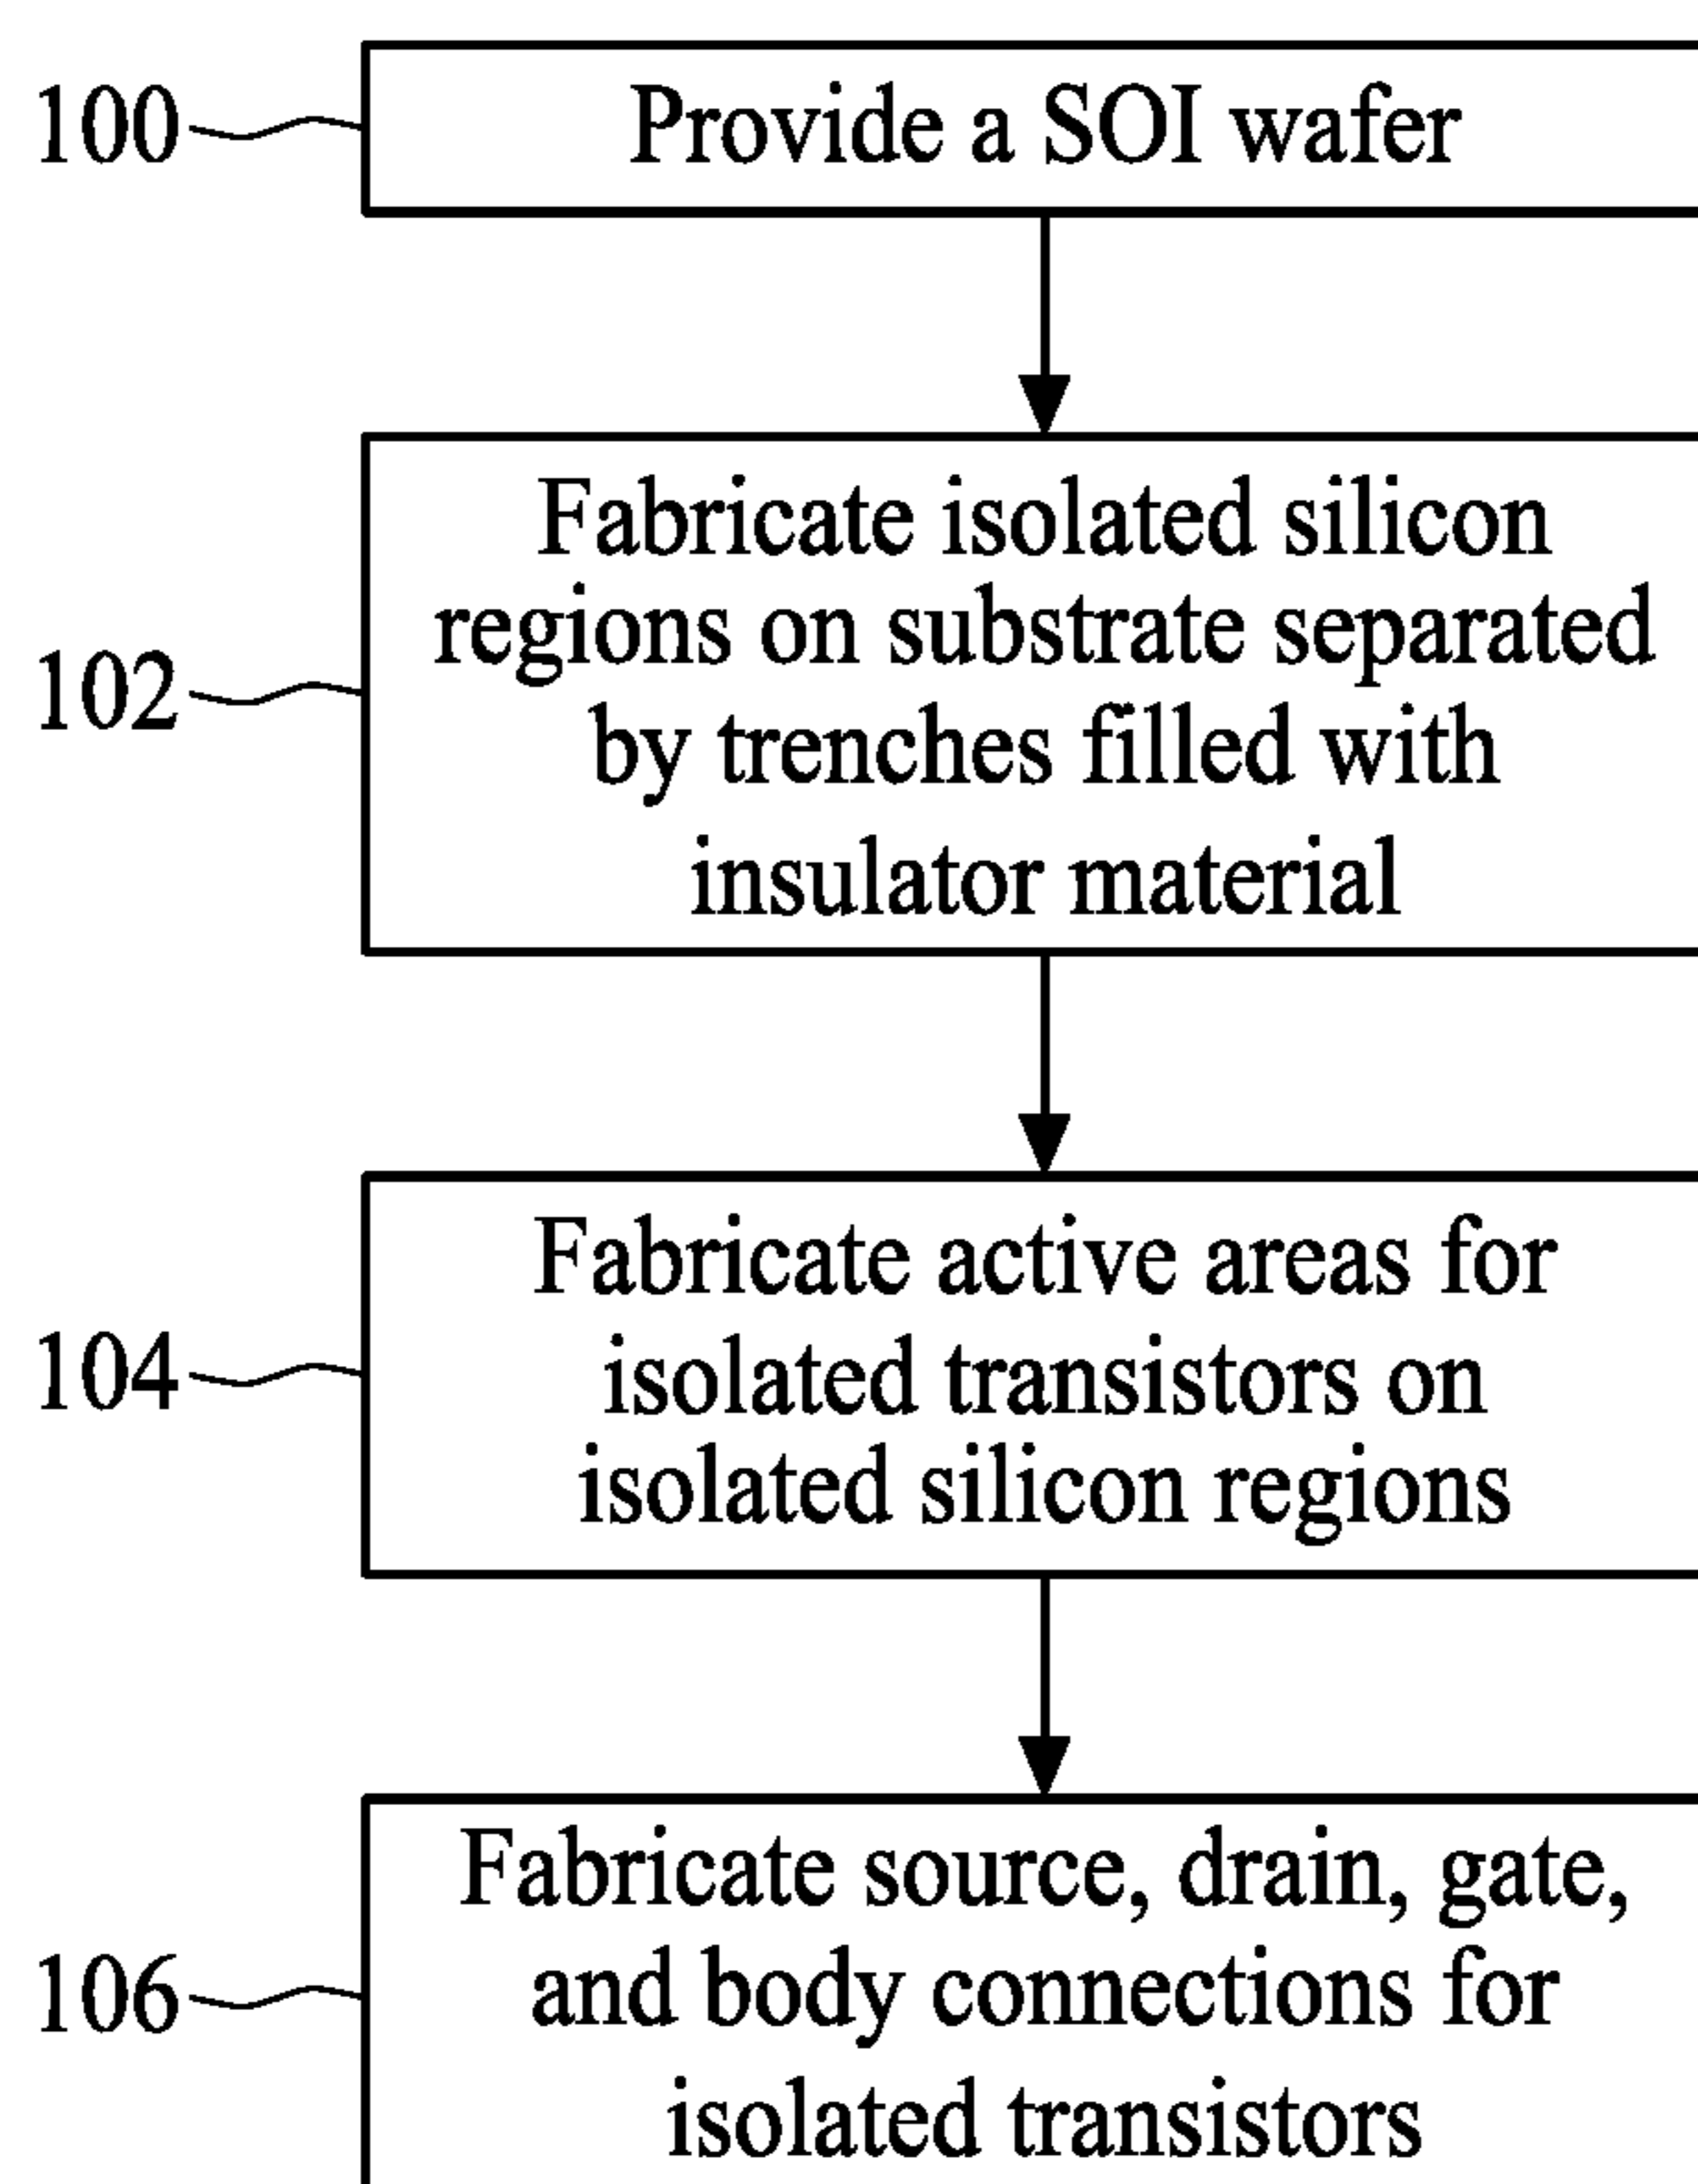 100
Provide a SOI wafer
102
Fabricate isolated silicon
regions on substrate separated
by trenches filled with
insulator material
104
Fabricate active areas for
isolated transistors on
isolated silicon regions
106
Fabricate source, drain, gate,
and body connections for
isolated transistors